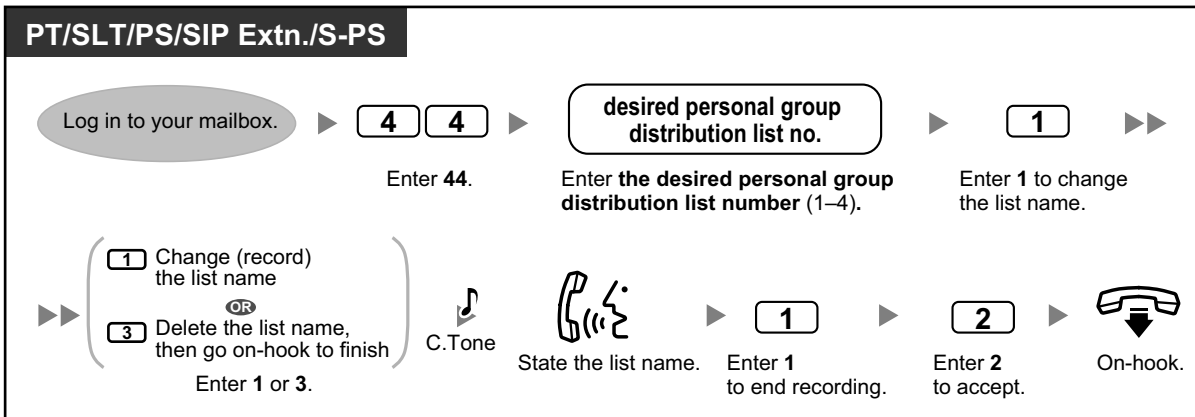 PT/SLT/PS/SIP Extn./S-PS
Log in to your mailbox.
4 4
desired personal group
distribution list no.
1
Enter 44.
Enter the desired personal group
distribution list number (1–4).
Enter 1 to change
the list name.
1 Change (record)
the list name
OR
3 Delete the list name,
then go on-hook to finish
Enter 1 or 3.
C.Tone
State the list name.
1
Enter 1
to end recording.
2
Enter 2
to accept.
On-hook.